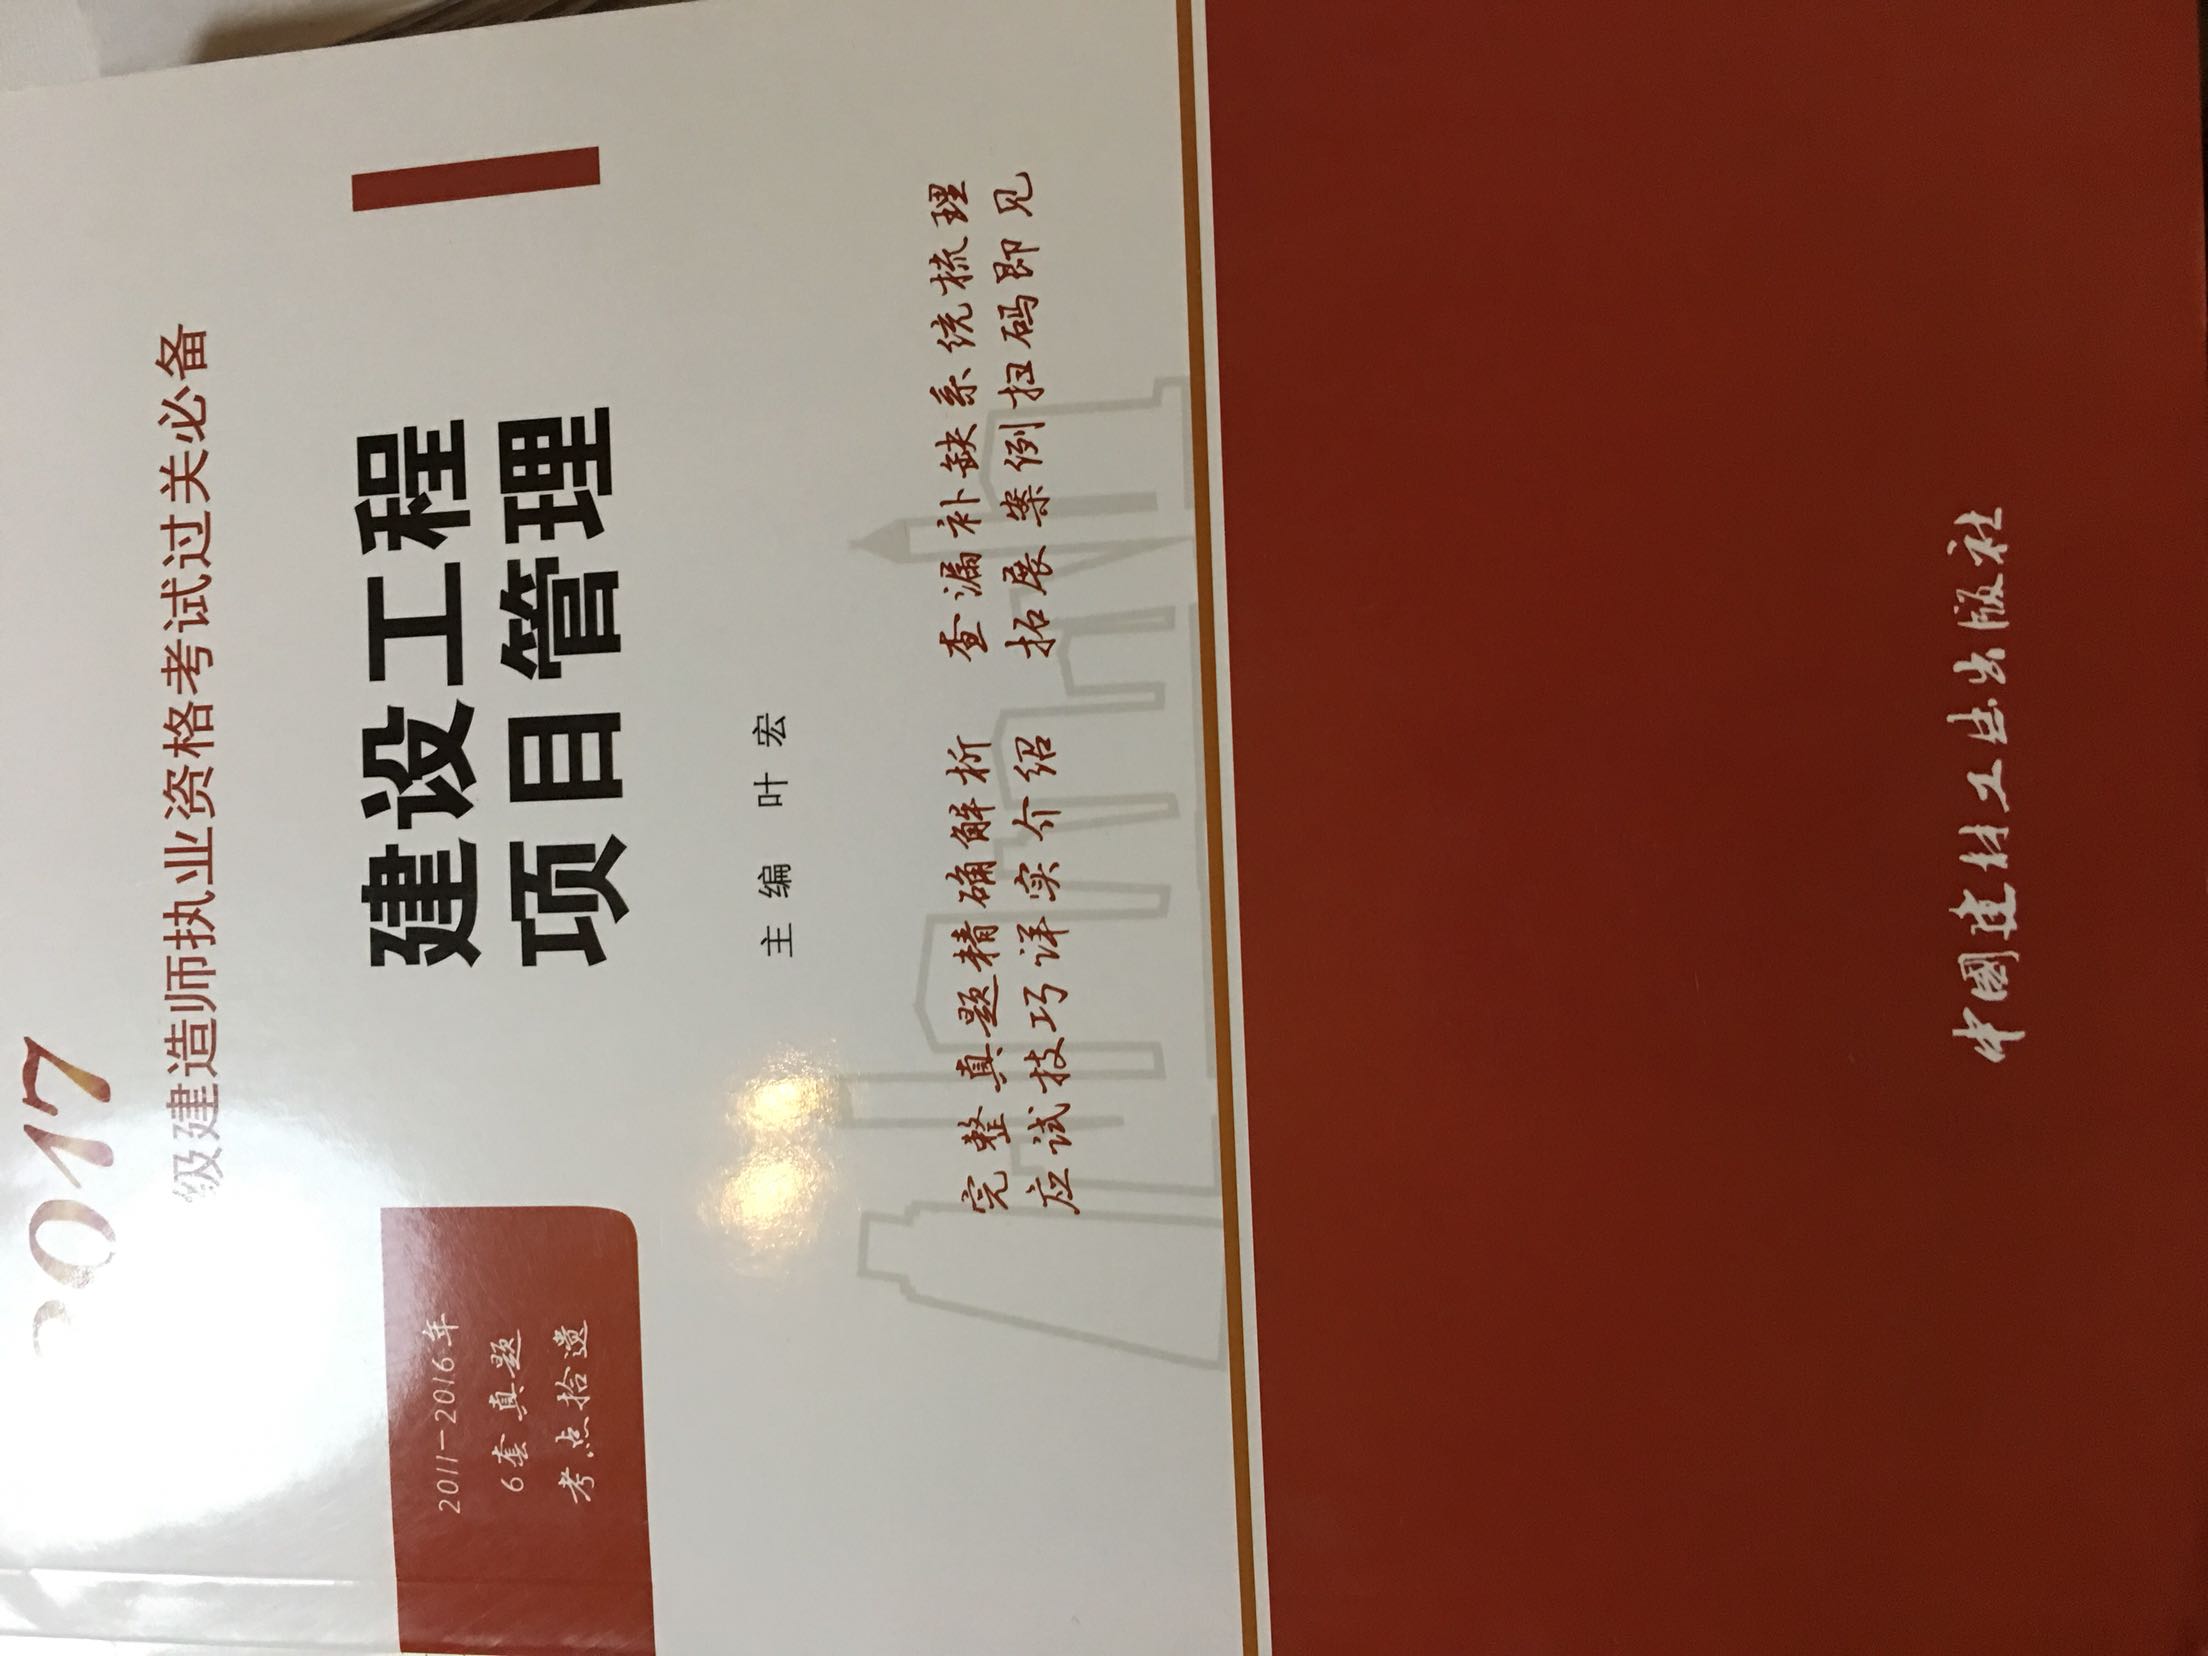 2017
级建造师执业资格考试过关必备
2011-2016年
6套真题
考点拾遗
建设工程
项目管理
主编 叶宏
完整真题精确解析 查漏补缺系统梳理
应试技巧详实介绍 拓展案例扫码即见
中国建材工业出版社